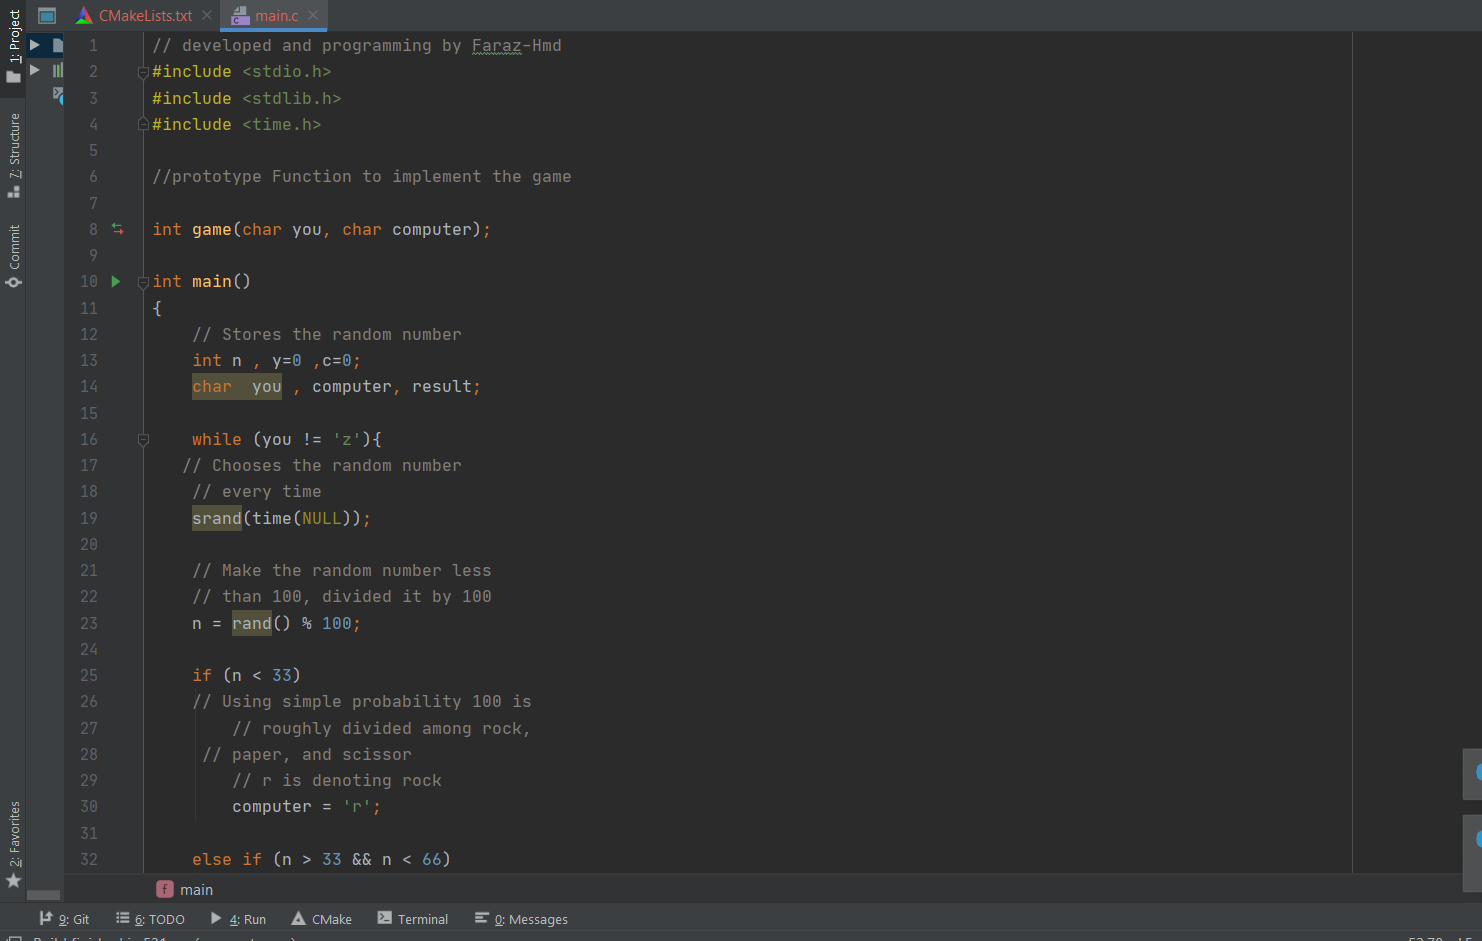 CMakeLists.txt
main.c
1: Project
7: Structure
Commit
2: Favorites
1 // developed and programming by Faraz-Hmd
2 #include <stdio.h>
3 #include <stdlib.h>
4 #include <time.h>
5
6 //prototype Function to implement the game
7
8 int game(char you, char computer);
9
10 int main()
11 {
12 // Stores the random number
13 int n , y=0 ,c=0;
14 char  you , computer, result;
15
16 while (you != 'z'){
17 // Chooses the random number
18 // every time
19 srand(time(NULL));
20
21 // Make the random number less
22 // than 100, divided it by 100
23 n = rand() % 100;
24
25 if (n < 33)
26 // Using simple probability 100 is
27 // roughly divided among rock,
28 // paper, and scissor
29 // r is denoting rock
30 computer = 'r';
31
32 else if (n > 33 && n < 66)
f main
9: Git 6: TODO 4: Run CMake Terminal 0: Messages